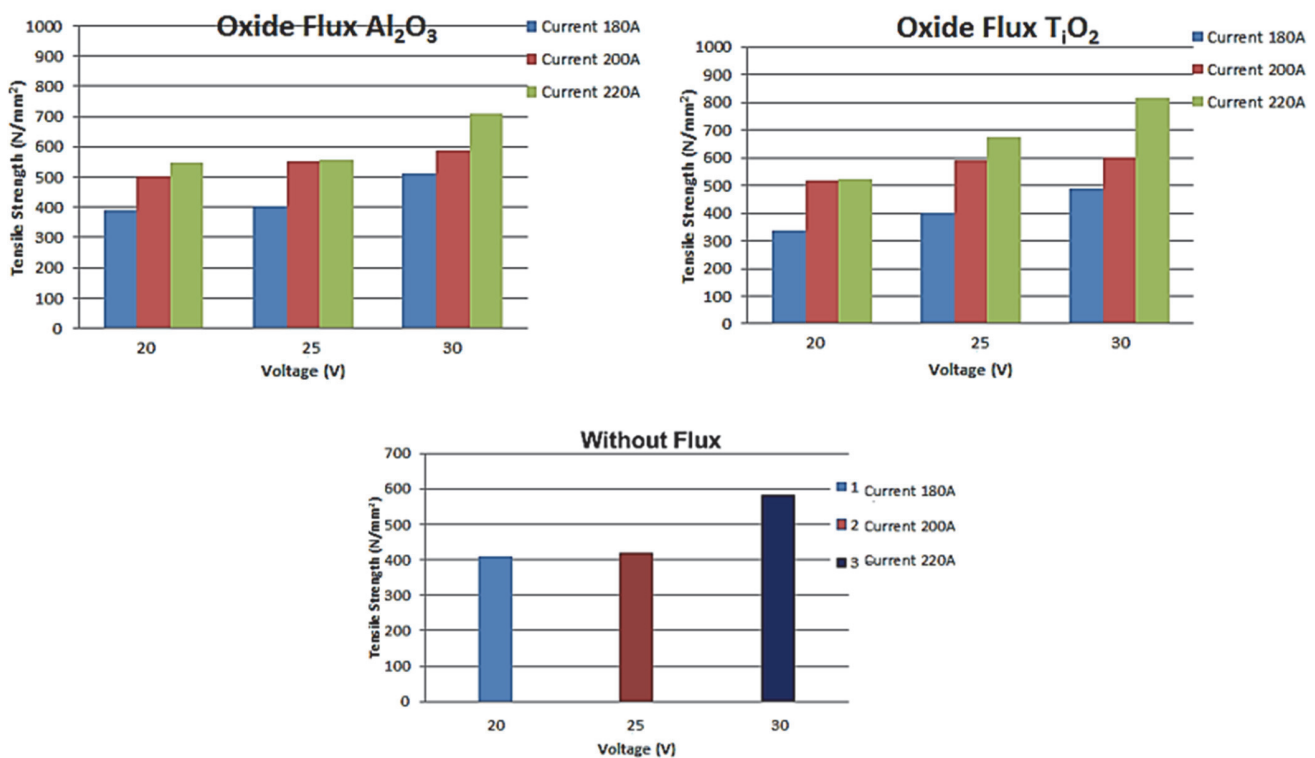 Oxide Flux Al₂O₃
Tensile Strength (N/mm²)
1000
900
800
700
600
500
400
300
200
100
0
20
25
30
Voltage (V)
Current 180A
Current 200A
Current 220A
Oxide Flux TᵢO₂
Tensile Strength (N/mm²)
1000
900
800
700
600
500
400
300
200
100
0
20
25
30
Voltage (V)
Current 180A
Current 200A
Current 220A
Without Flux
Tensile Strength (N/mm²)
700
600
500
400
300
200
100
0
20
25
30
Voltage (V)
1 Current 180A
2 Current 200A
3 Current 220A